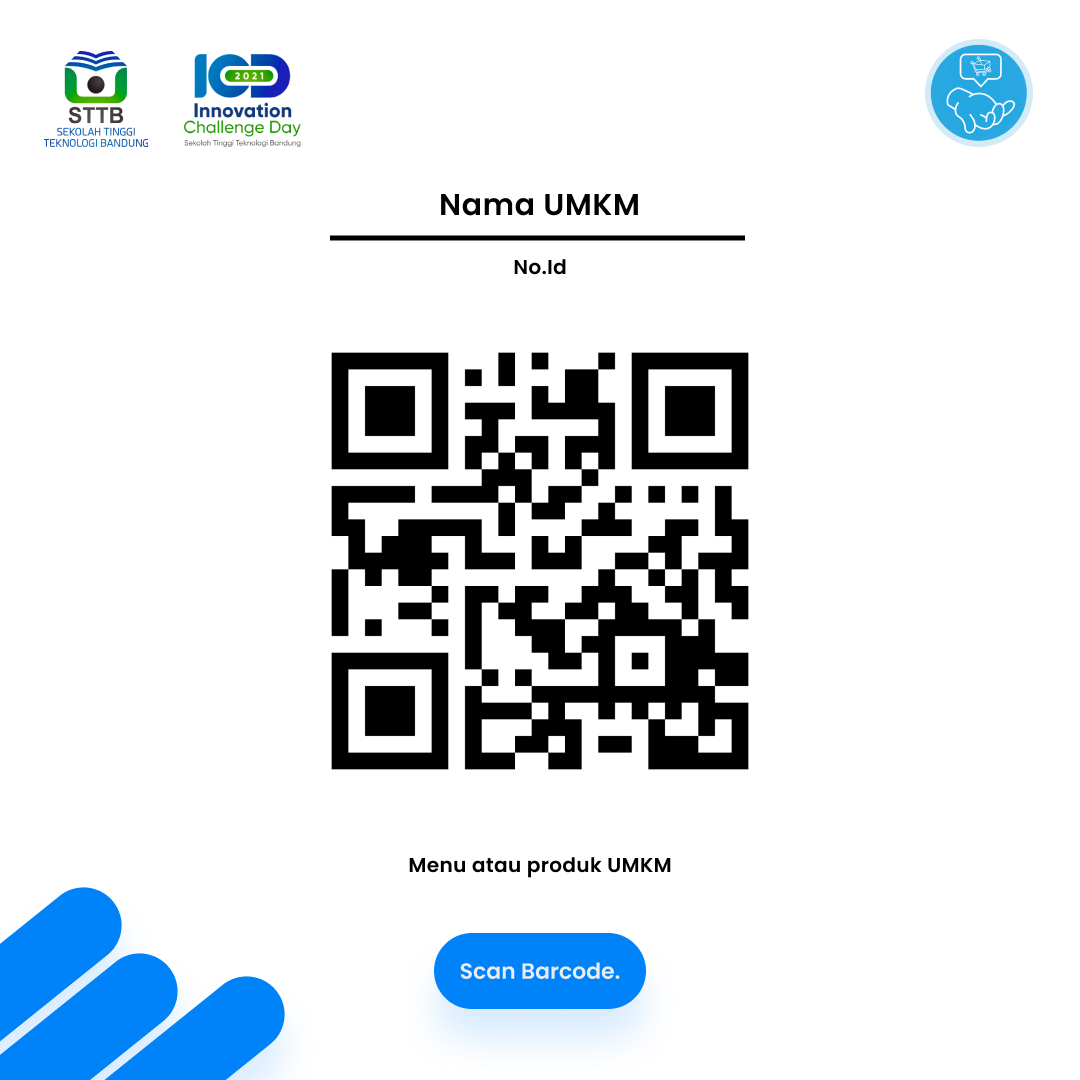 STTB
SEKOLAH TINGGI
TEKNOLOGI BANDUNG
ICD
2021
Innovation
Challenge Day
Sekolah Tinggi Teknologi Bandung
Nama UMKM
No.Id
Menu atau produk UMKM
Scan Barcode.